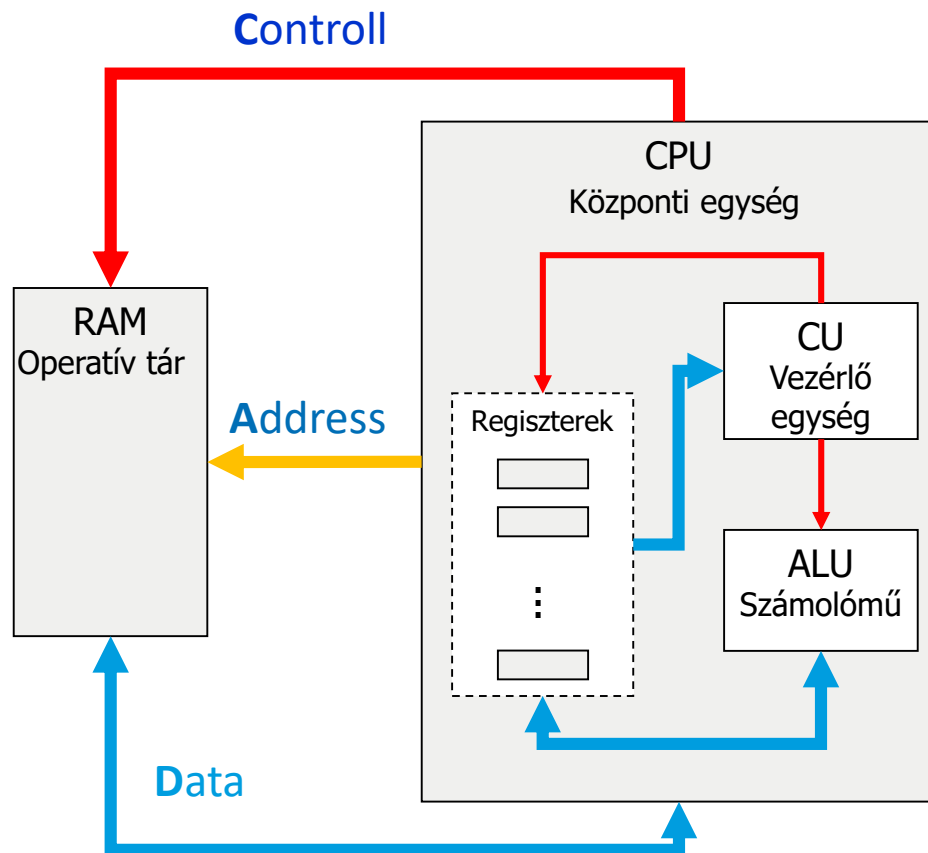 Controll
CPU
Központi egység
RAM
Operatív tár
CU
Vezérlő
egység
Address
Regiszterek
ALU
Számolómű
Data